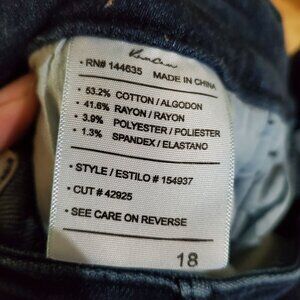 • RN# 144635
MADE IN CHINA
• 53.2% COTTON / ALGODON
• 41.6% RAYON / RAYON
• 3.9% POLYESTER / POLIESTER
• 1.3% SPANDEX / ELASTANO
• STYLE / ESTILO # 154937
• CUT # 42925
• SEE CARE ON REVERSE
18